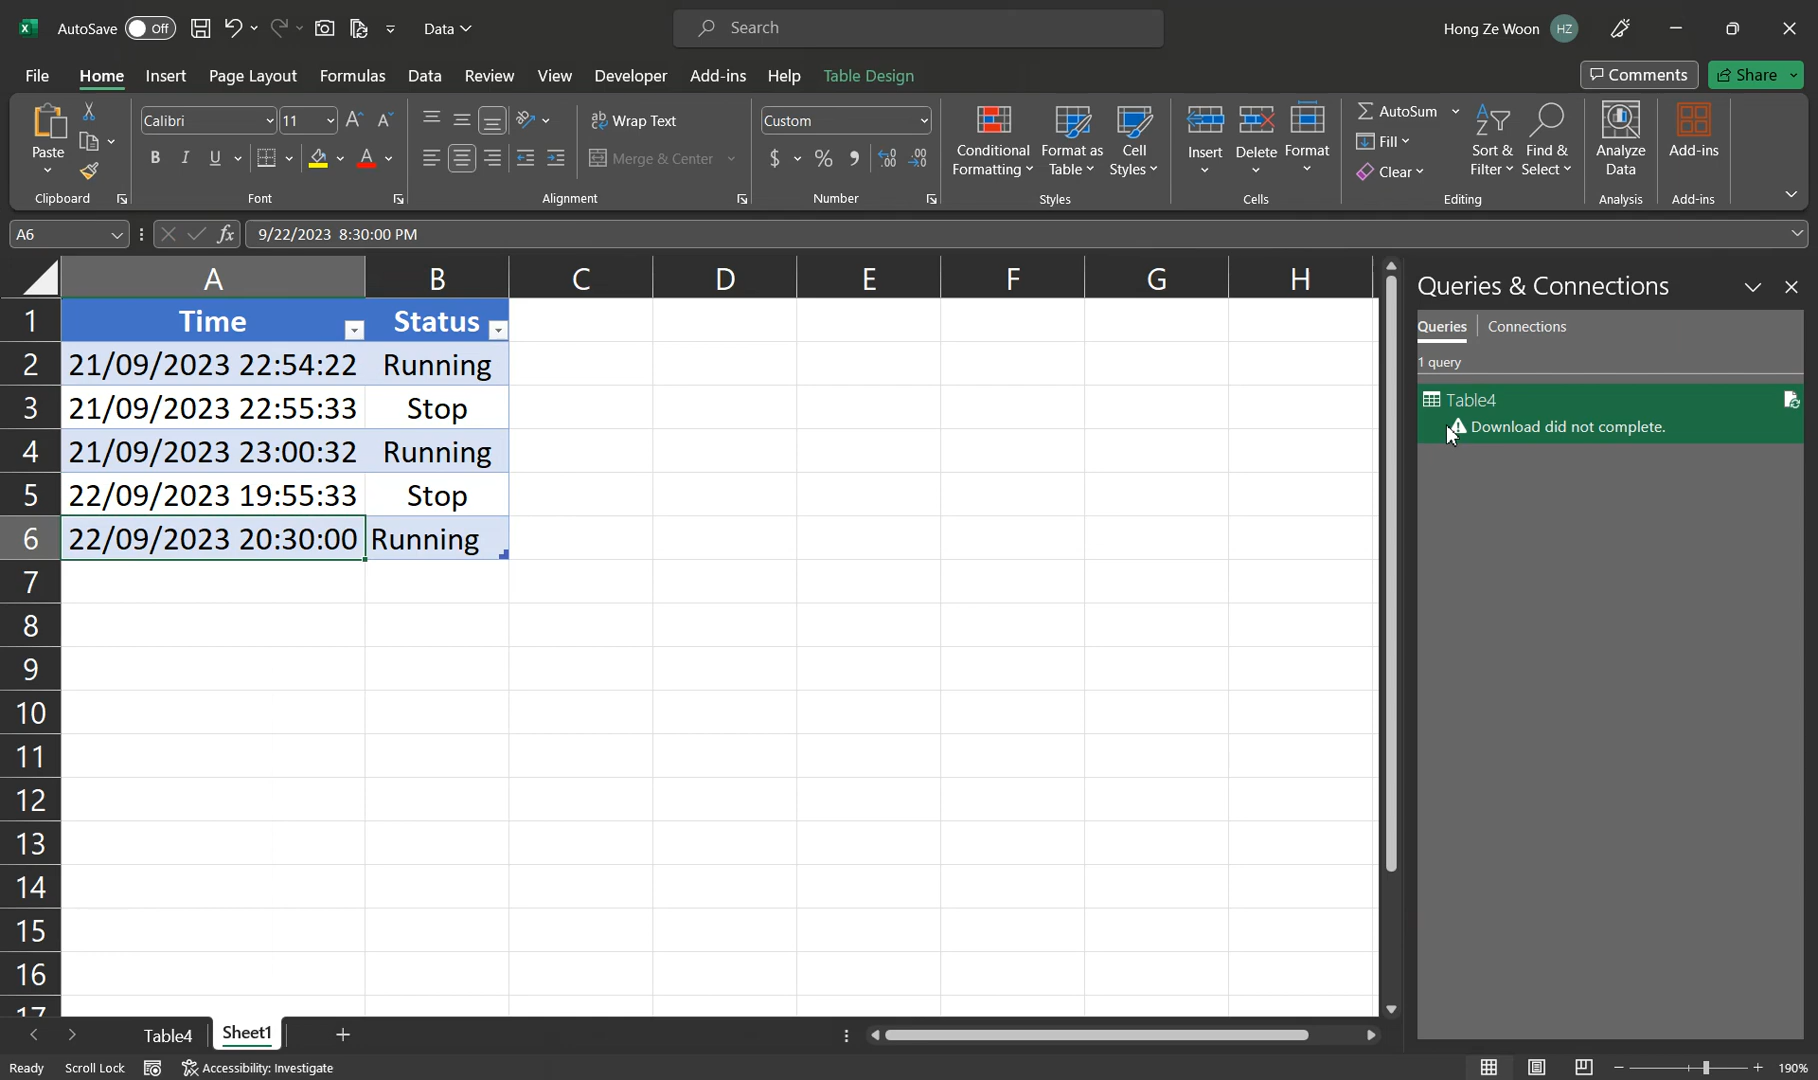 AutoSave Off Data Search Hong Ze Woon HZ
File Home Insert Page Layout Formulas Data Review View Developer Add-ins Help Table Design Comments Share
Paste
Clipboard
Calibri 11
B I U
Font
Wrap Text
Merge & Center
Alignment
Custom
$ % 9
Number
Conditional
Formatting
Format as
Table
Cell
Styles
Styles
Insert
Delete
Format
Cells
AutoSum
Fill
Clear
Sort &
Filter
Find &
Select
Editing
Analyze
Data
Analysis
Add-ins
Add-ins
A6 fx 9/22/2023 8:30:00 PM
A B C D E F G H
1 Time Status
2 21/09/2023 22:54:22 Running
3 21/09/2023 22:55:33 Stop
4 21/09/2023 23:00:32 Running
5 22/09/2023 19:55:33 Stop
6 22/09/2023 20:30:00 Running
7
8
9
10
11
12
13
14
15
16
17
Queries & Connections
Queries Connections
1 query
Table4
Download did not complete.
Table4 Sheet1
Ready Scroll Lock Accessibility: Investigate 190%